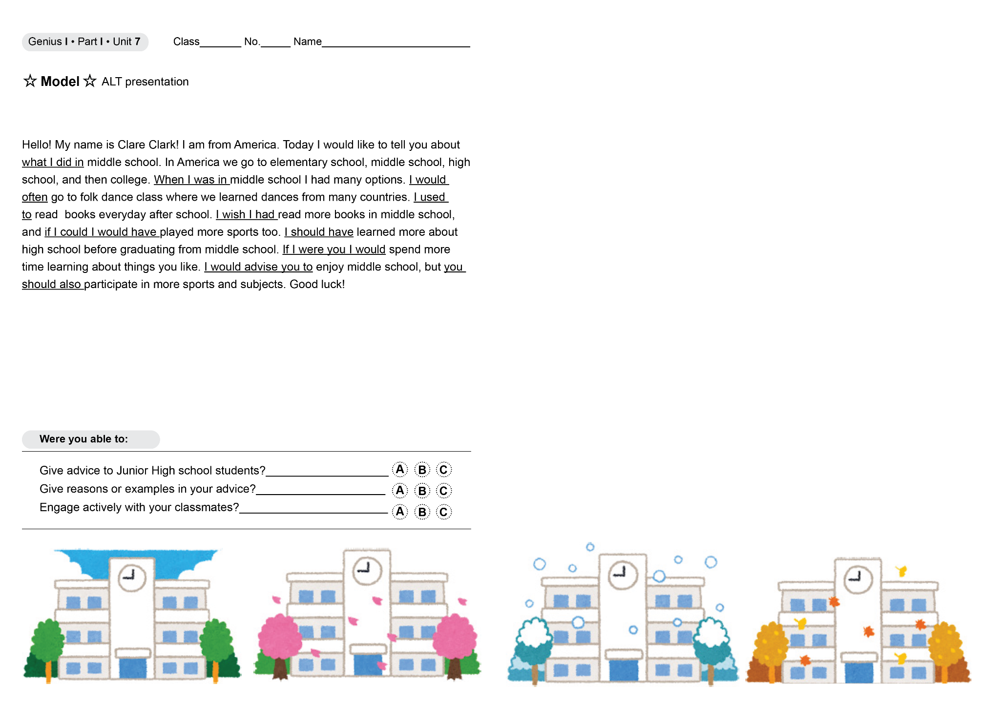 Genius I • Part I • Unit 7 Class_______ No._____ Name_________________________
☆ Model ☆ ALT presentation
Hello! My name is Clare Clark! I am from America. Today I would like to tell you about
what I did in middle school. In America we go to elementary school, middle school, high
school, and then college. When I was in middle school I had many options. I would
often go to folk dance class where we learned dances from many countries. I used
to read  books everyday after school. I wish I had read more books in middle school,
and if I could I would have played more sports too. I should have learned more about
high school before graduating from middle school. If I were you I would spend more
time learning about things you like. I would advise you to enjoy middle school, but you
should also participate in more sports and subjects. Good luck!
Were you able to:
Give advice to Junior High school students?____________________ A B C
Give reasons or examples in your advice?_____________________ A B C
Engage actively with your classmates?________________________ A B C